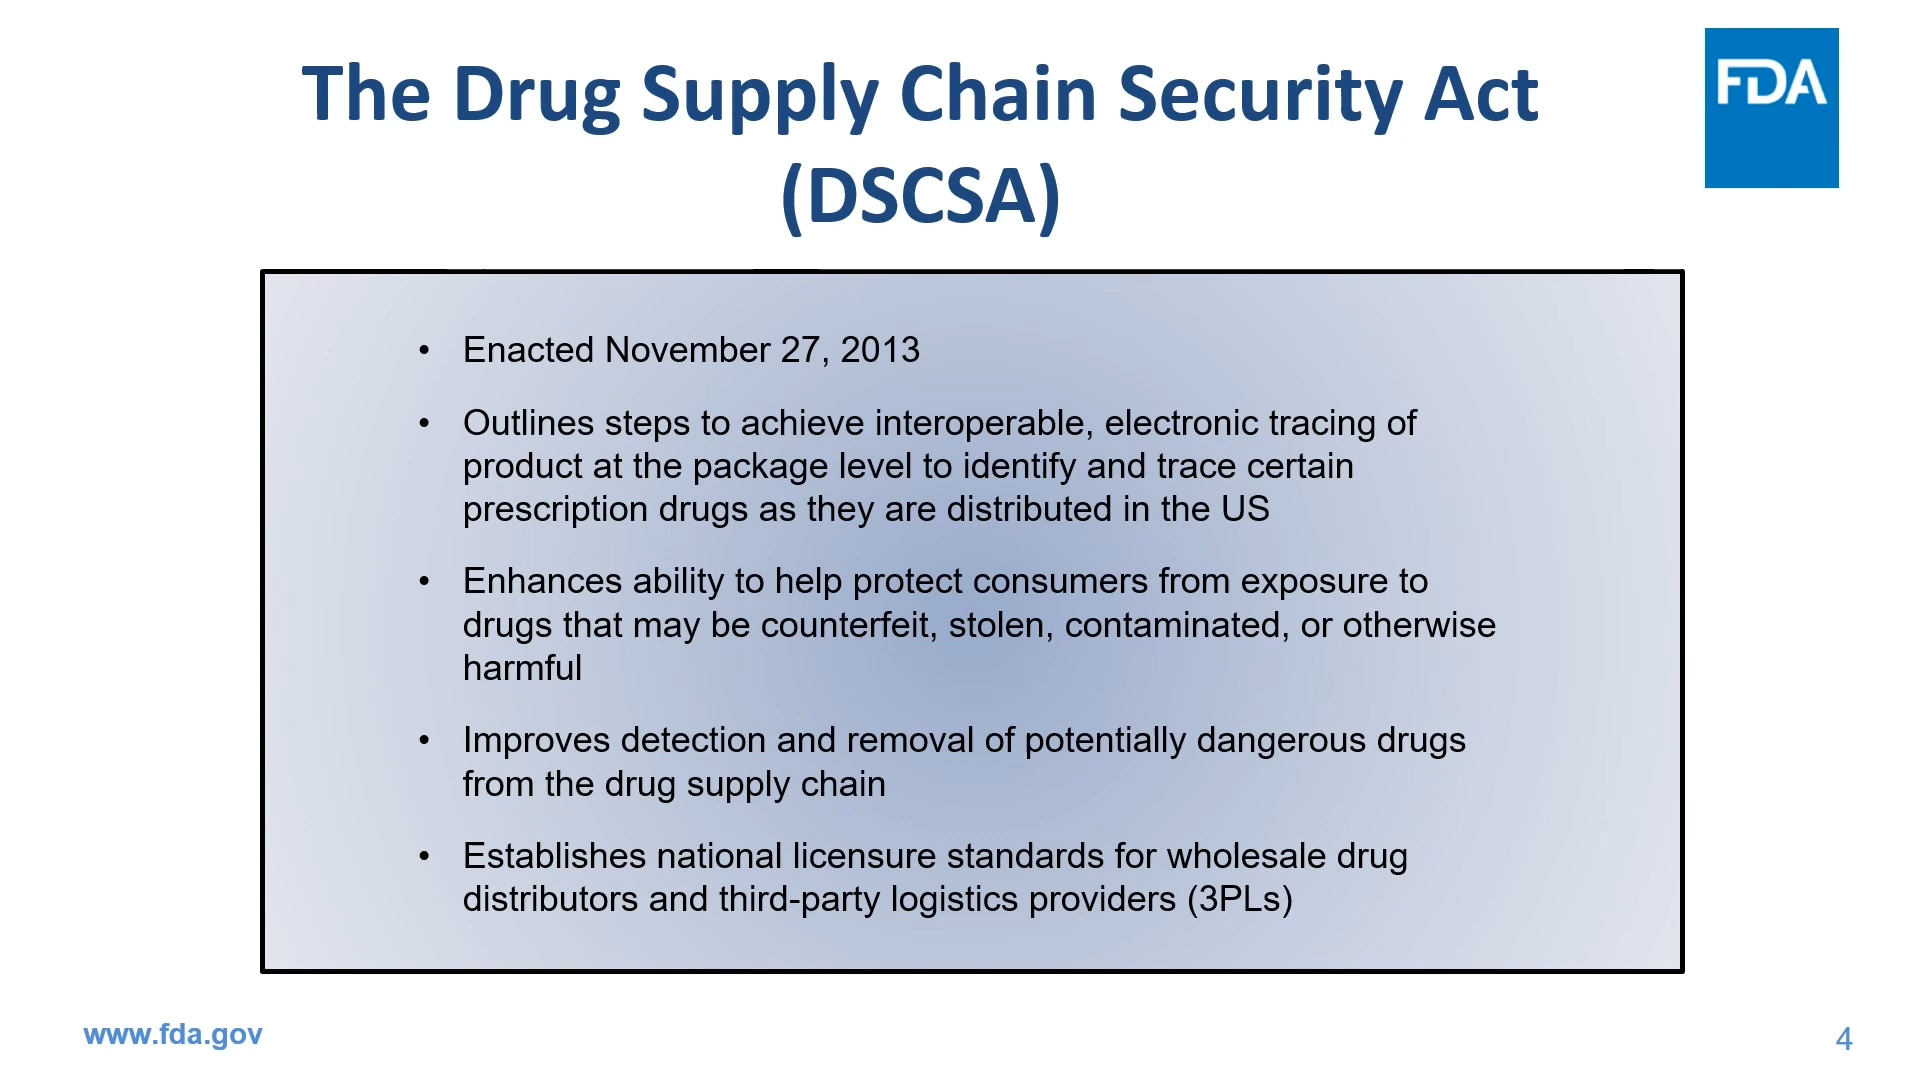 The Drug Supply Chain Security Act
(DSCSA)
FDA
• Enacted November 27, 2013
• Outlines steps to achieve interoperable, electronic tracing of
product at the package level to identify and trace certain
prescription drugs as they are distributed in the US
• Enhances ability to help protect consumers from exposure to
drugs that may be counterfeit, stolen, contaminated, or otherwise
harmful
• Improves detection and removal of potentially dangerous drugs
from the drug supply chain
• Establishes national licensure standards for wholesale drug
distributors and third-party logistics providers (3PLs)
www.fda.gov
4